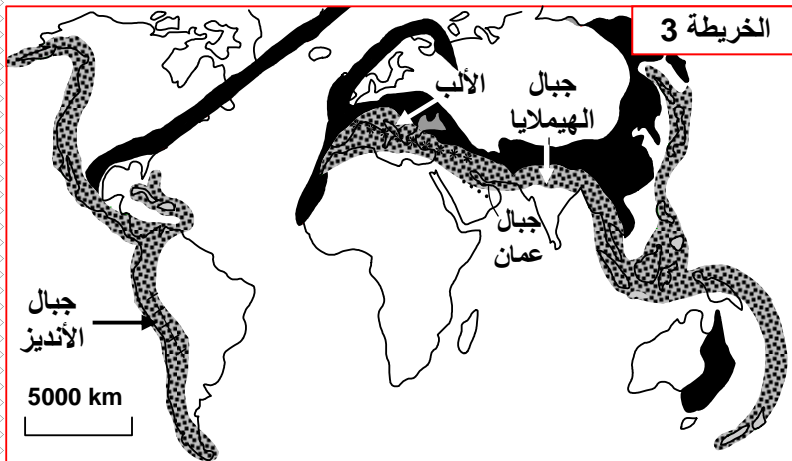 الخريطة 3
الألب
جبال
الهيملايا
جبال
عمان
جبال
الأنديز
5000 km